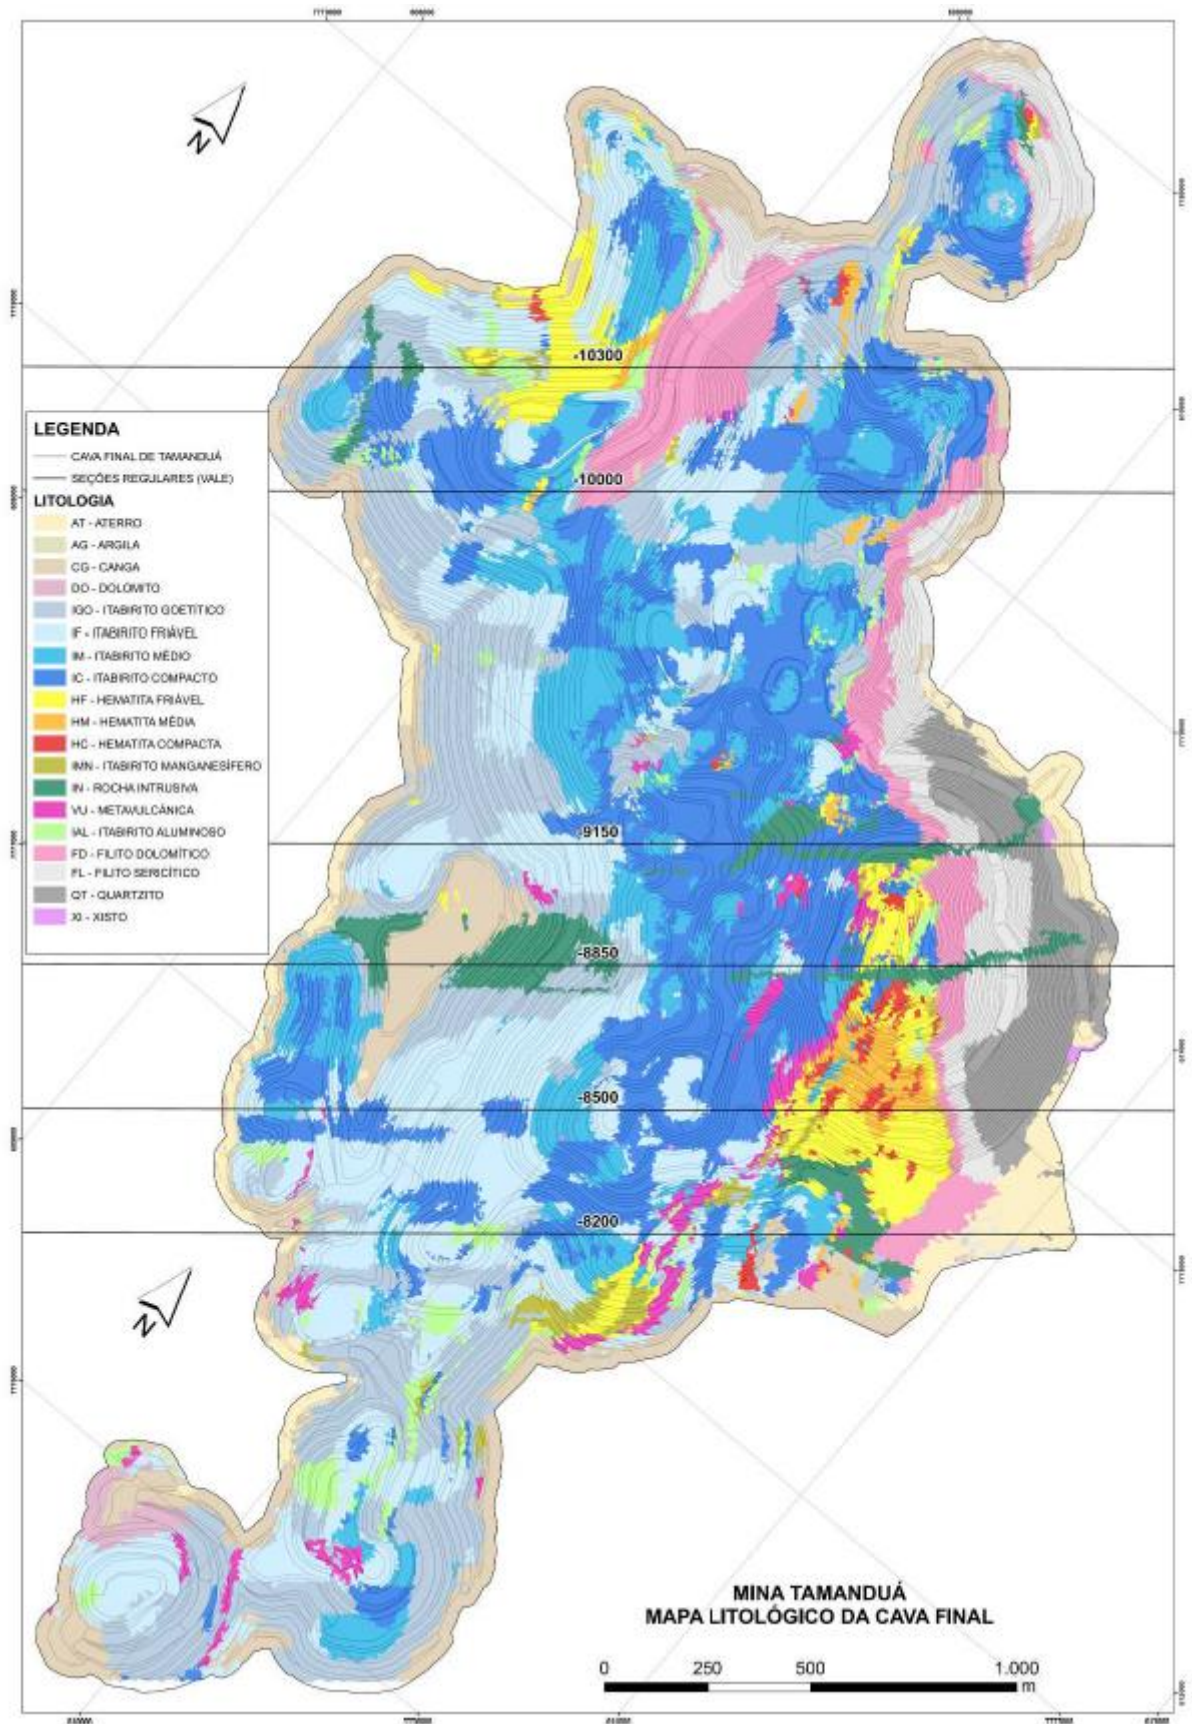 N
-10300
LEGENDA
CAVA FINAL DE TAMANDUÁ
SEÇÕES REGULARES (VALE)
LITOLOGIA
AT - ATERRO
AG - ARGILA
CG - CANGA
DO - DOLOMITO
IGO - ITABIRITO GOETÍTICO
IF - ITABIRITO FRIÁVEL
IM - ITABIRITO MÉDIO
IC - ITABIRITO COMPACTO
HF - HEMATITA FRIÁVEL
HM - HEMATITA MÉDIA
HC - HEMATITA COMPACTA
IMN - ITABIRITO MANGANESÍFERO
IN - ROCHA INTRUSIVA
VU - METAVULCÂNICA
IAL - ITABIRITO ALUMINOSO
FD - FILITO DOLOMÍTICO
FL - FILITO SERICÍTICO
QT - QUARTZITO
XI - XISTO
-10000
-9150
-8850
-8500
-8200
N
MINA TAMANDUÁ
MAPA LITOLÓGICO DA CAVA FINAL
0 250 500 1.000
m